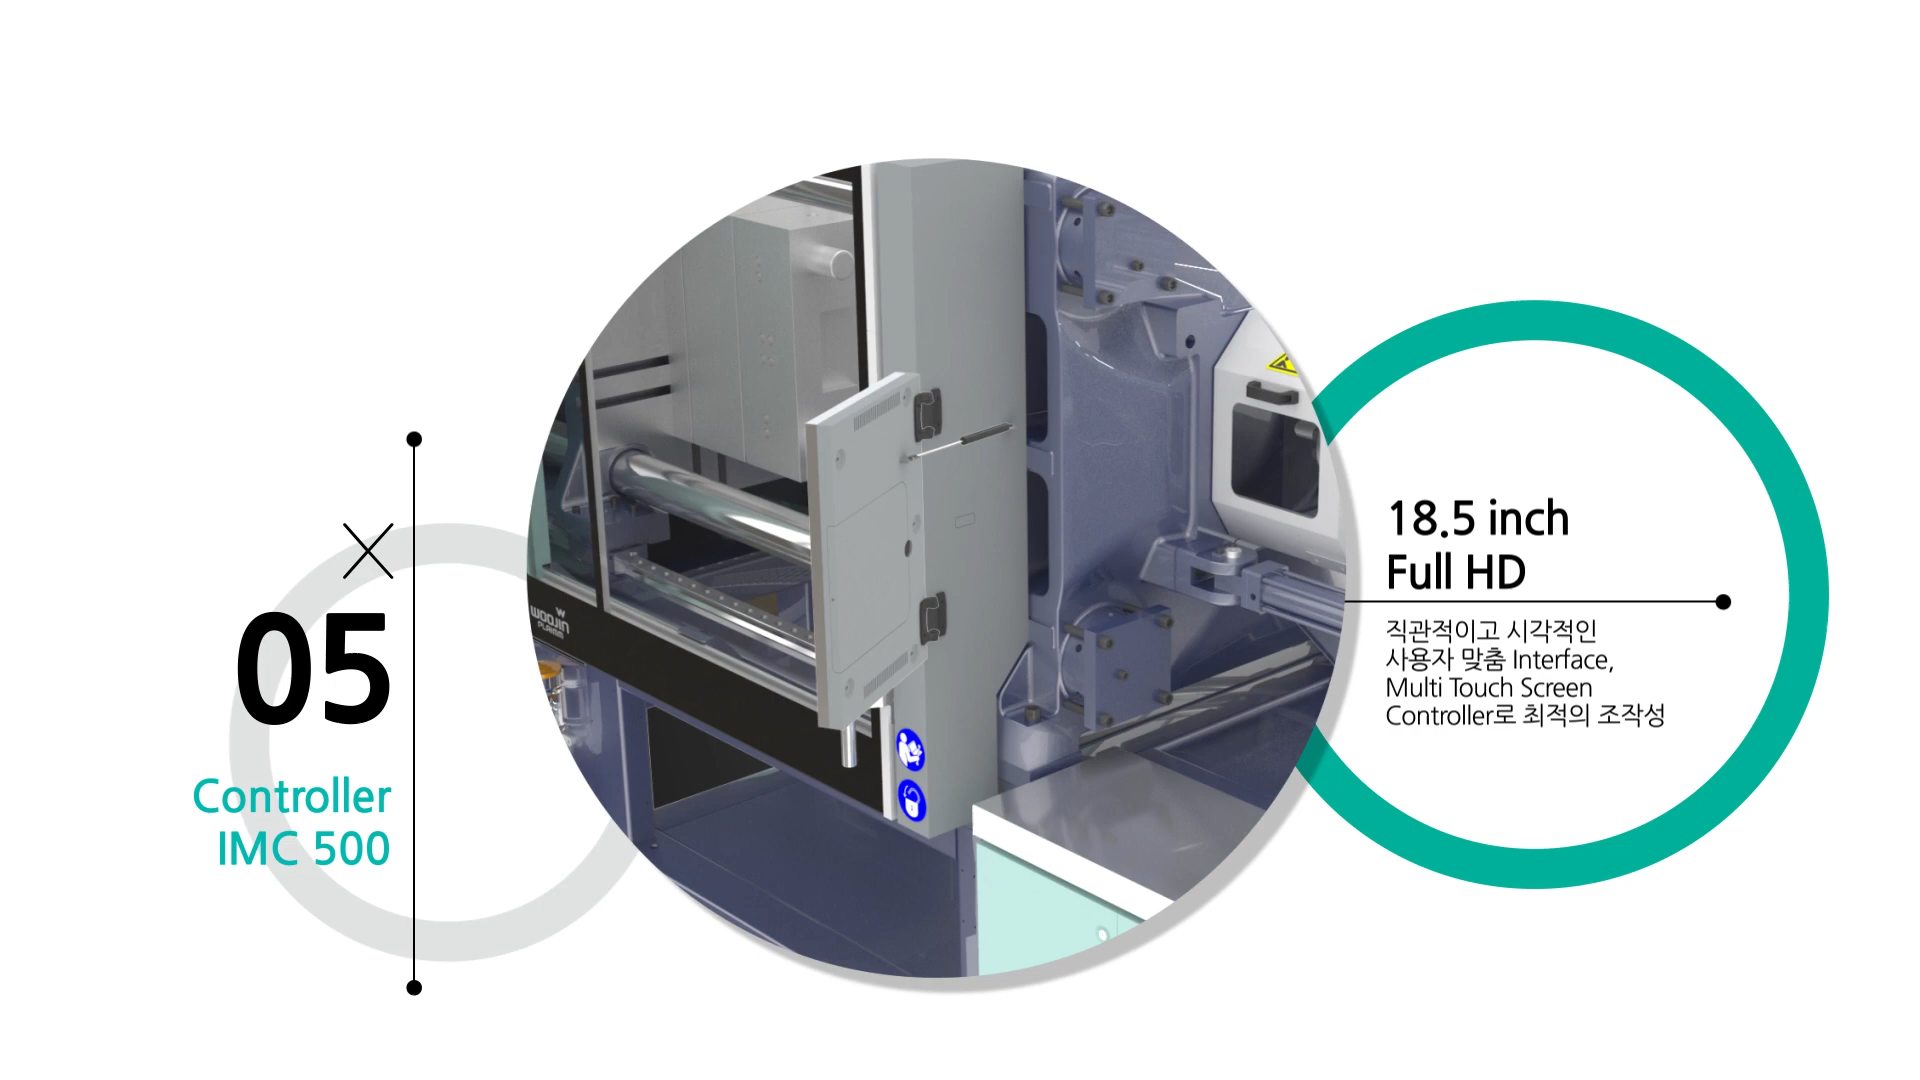 05
Controller
IMC 500
WOOJIN
PLAIMM
18.5 inch
Full HD
직관적이고 시각적인
사용자 맞춤 Interface,
Multi Touch Screen
Controller로 최적의 조작성